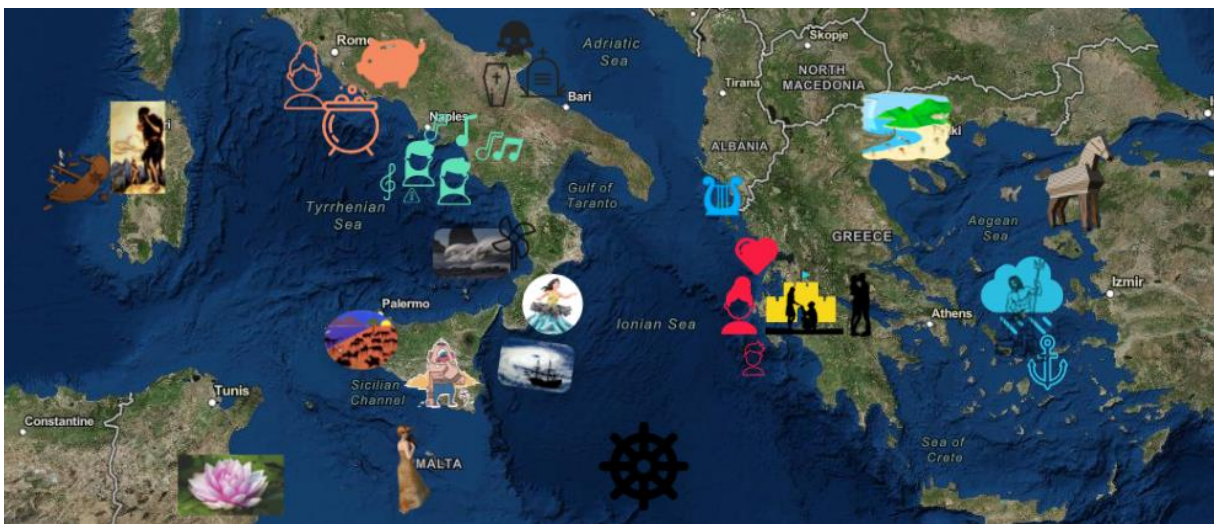 Skopje
Rome
Adriatic
Sea
NORTH
MACEDONIA
Tirana
Bari
Naples
ki
ALBANIA
Gulf of
Taranto
Tyrrhenian
Sea
Aegean
Sea
GREECE
Izmir
Palermo
Ionian Sea
Athens
Sicilian
Channel
Tunis
Constantine
Sea of
Crete
MALTA